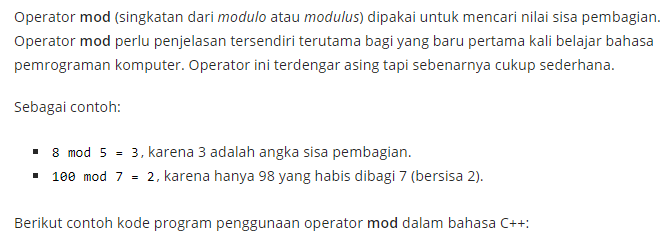 Operator mod (singkatan dari modulo atau modulus) dipakai untuk mencari nilai sisa pembagian.
Operator mod perlu penjelasan tersendiri terutama bagi yang baru pertama kali belajar bahasa
pemrograman komputer. Operator ini terdengar asing tapi sebenarnya cukup sederhana.
Sebagai contoh:
▪ 8 mod 5 = 3, karena 3 adalah angka sisa pembagian.
▪ 100 mod 7 = 2, karena hanya 98 yang habis dibagi 7 (bersisa 2).
Berikut contoh kode program penggunaan operator mod dalam bahasa C++: